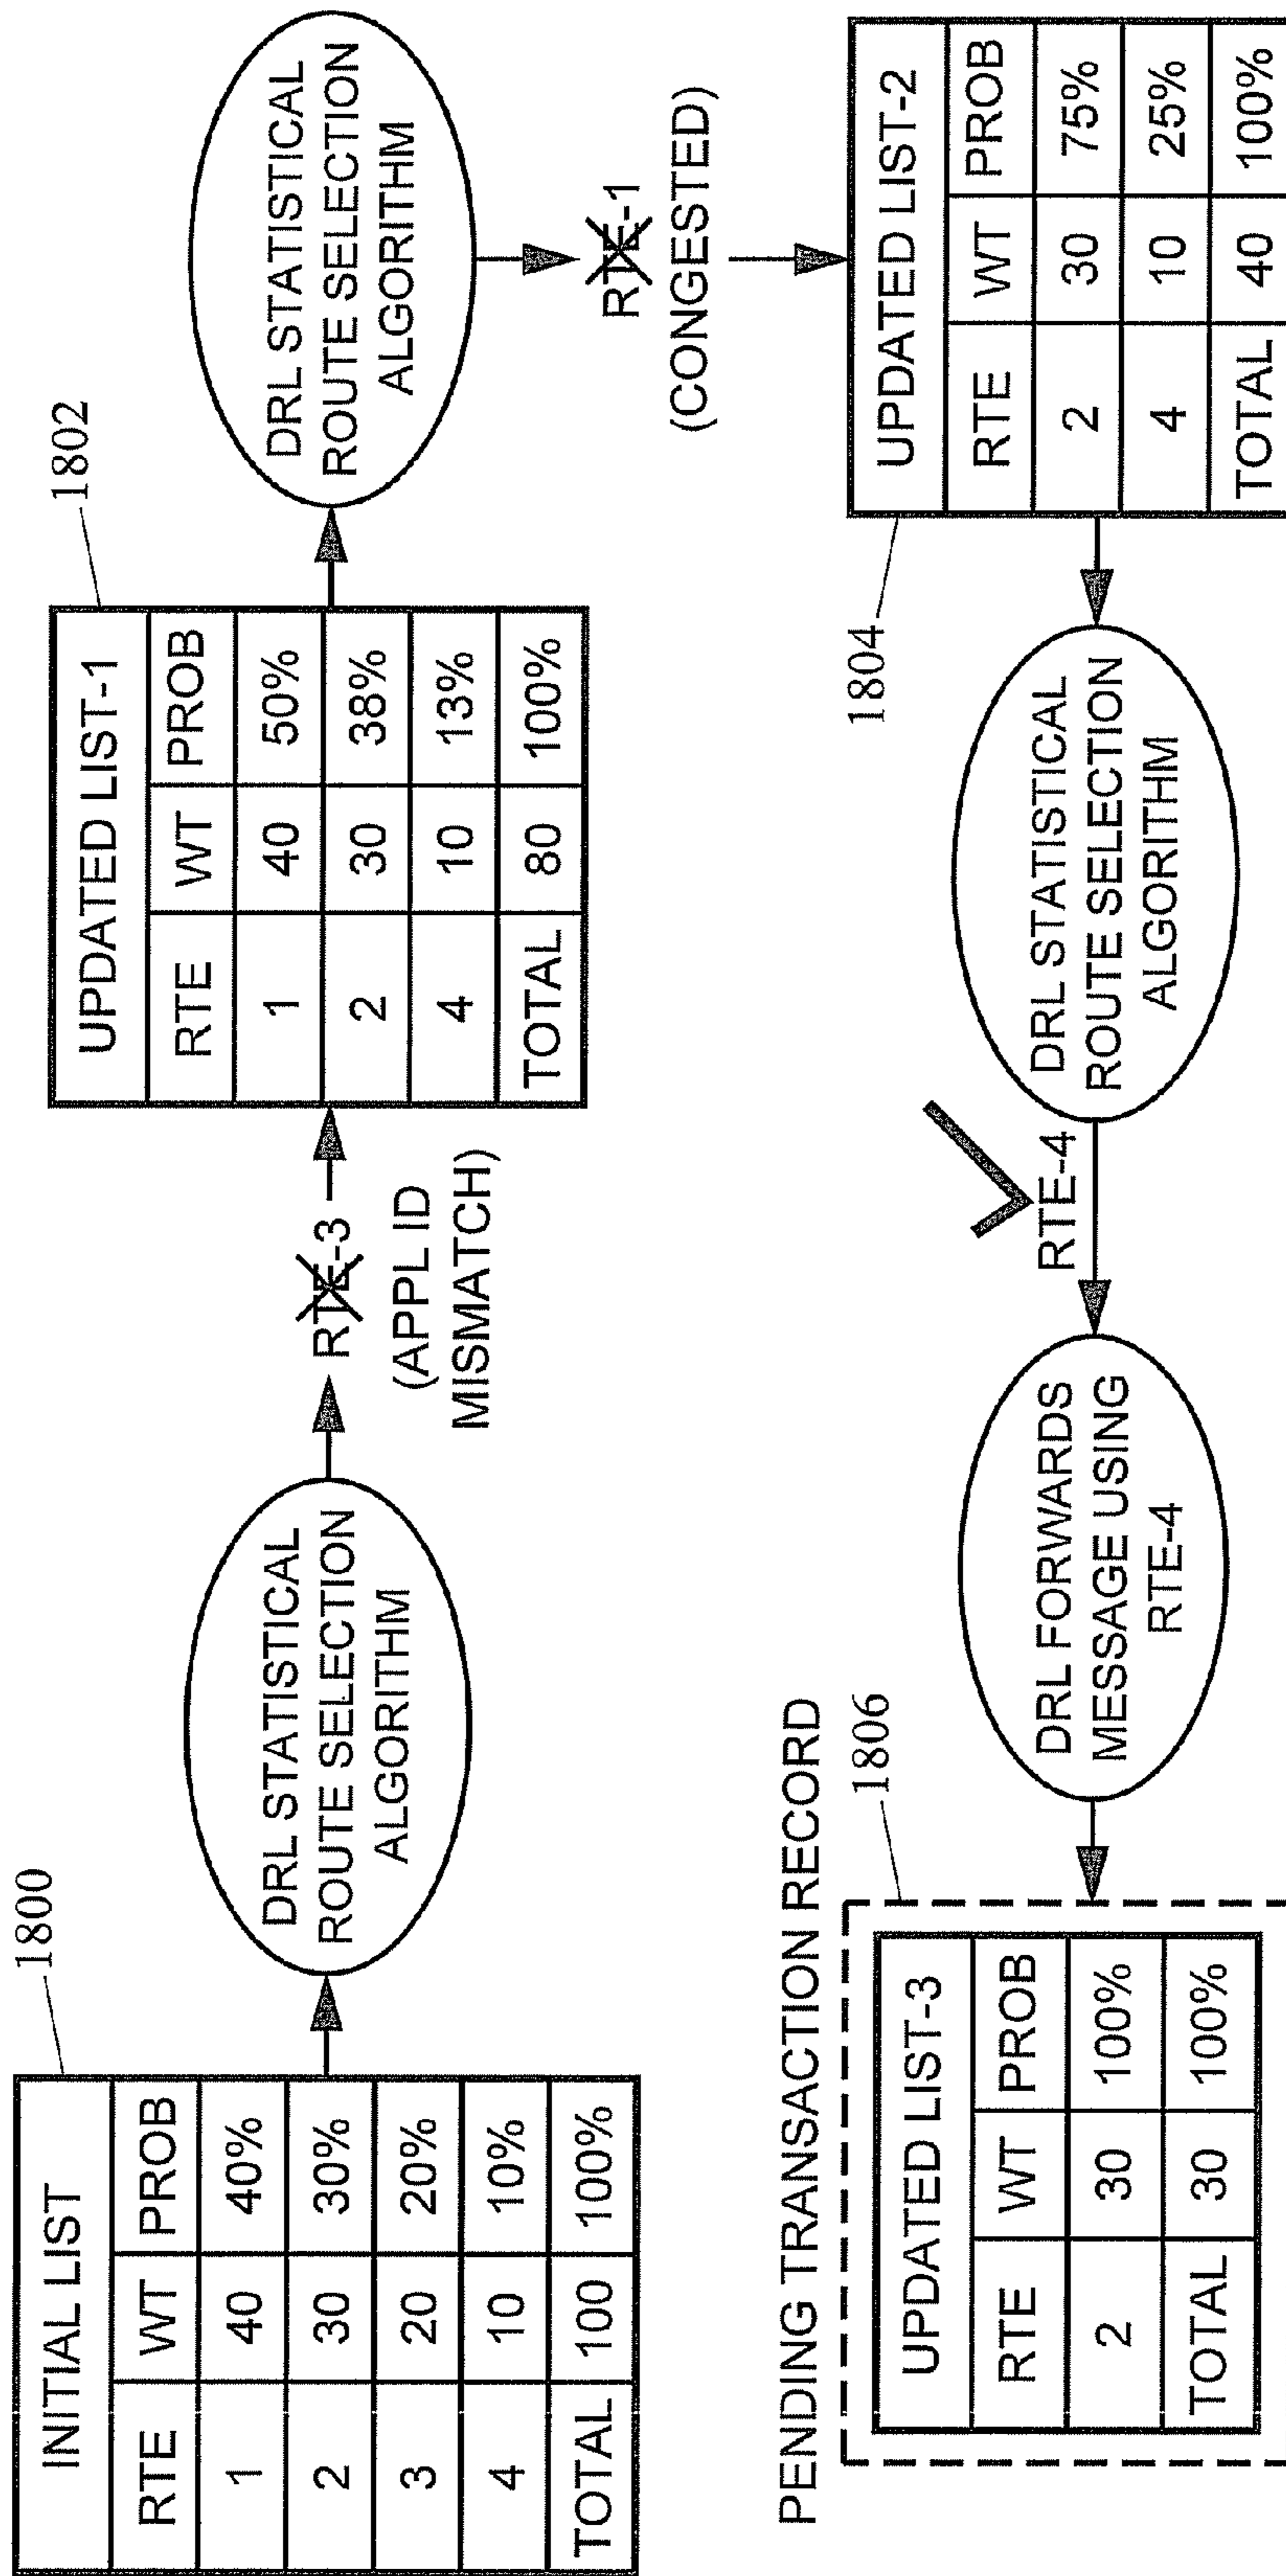 1800
INITIAL LIST
RTE WT PROB
1 40 40%
2 30 30%
3 20 20%
4 10 10%
TOTAL 100 100%
DRL STATISTICAL
ROUTE SELECTION
ALGORITHM
RTE-3
(APPL ID
MISMATCH)
1802
UPDATED LIST-1
RTE WT PROB
1 40 50%
2 30 38%
4 10 13%
TOTAL 80 100%
DRL STATISTICAL
ROUTE SELECTION
ALGORITHM
RTE-1
(CONGESTED)
1804
UPDATED LIST-2
RTE WT PROB
2 30 75%
4 10 25%
TOTAL 40 100%
DRL STATISTICAL
ROUTE SELECTION
ALGORITHM
RTE-4
DRL FORWARDS
MESSAGE USING
RTE-4
PENDING TRANSACTION RECORD
1806
UPDATED LIST-3
RTE WT PROB
2 30 100%
TOTAL 30 100%